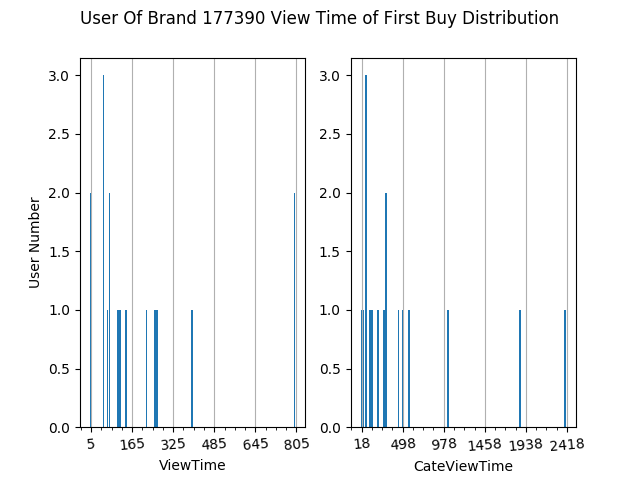 User Of Brand 177390 View Time of First Buy Distribution
3.0
2.5
2.0
1.5
1.0
0.5
0.0
User Number
5 165 325 485 645 805
ViewTime
3.0
2.5
2.0
1.5
1.0
0.5
0.0
18 498 978 1458 1938 2418
CateViewTime